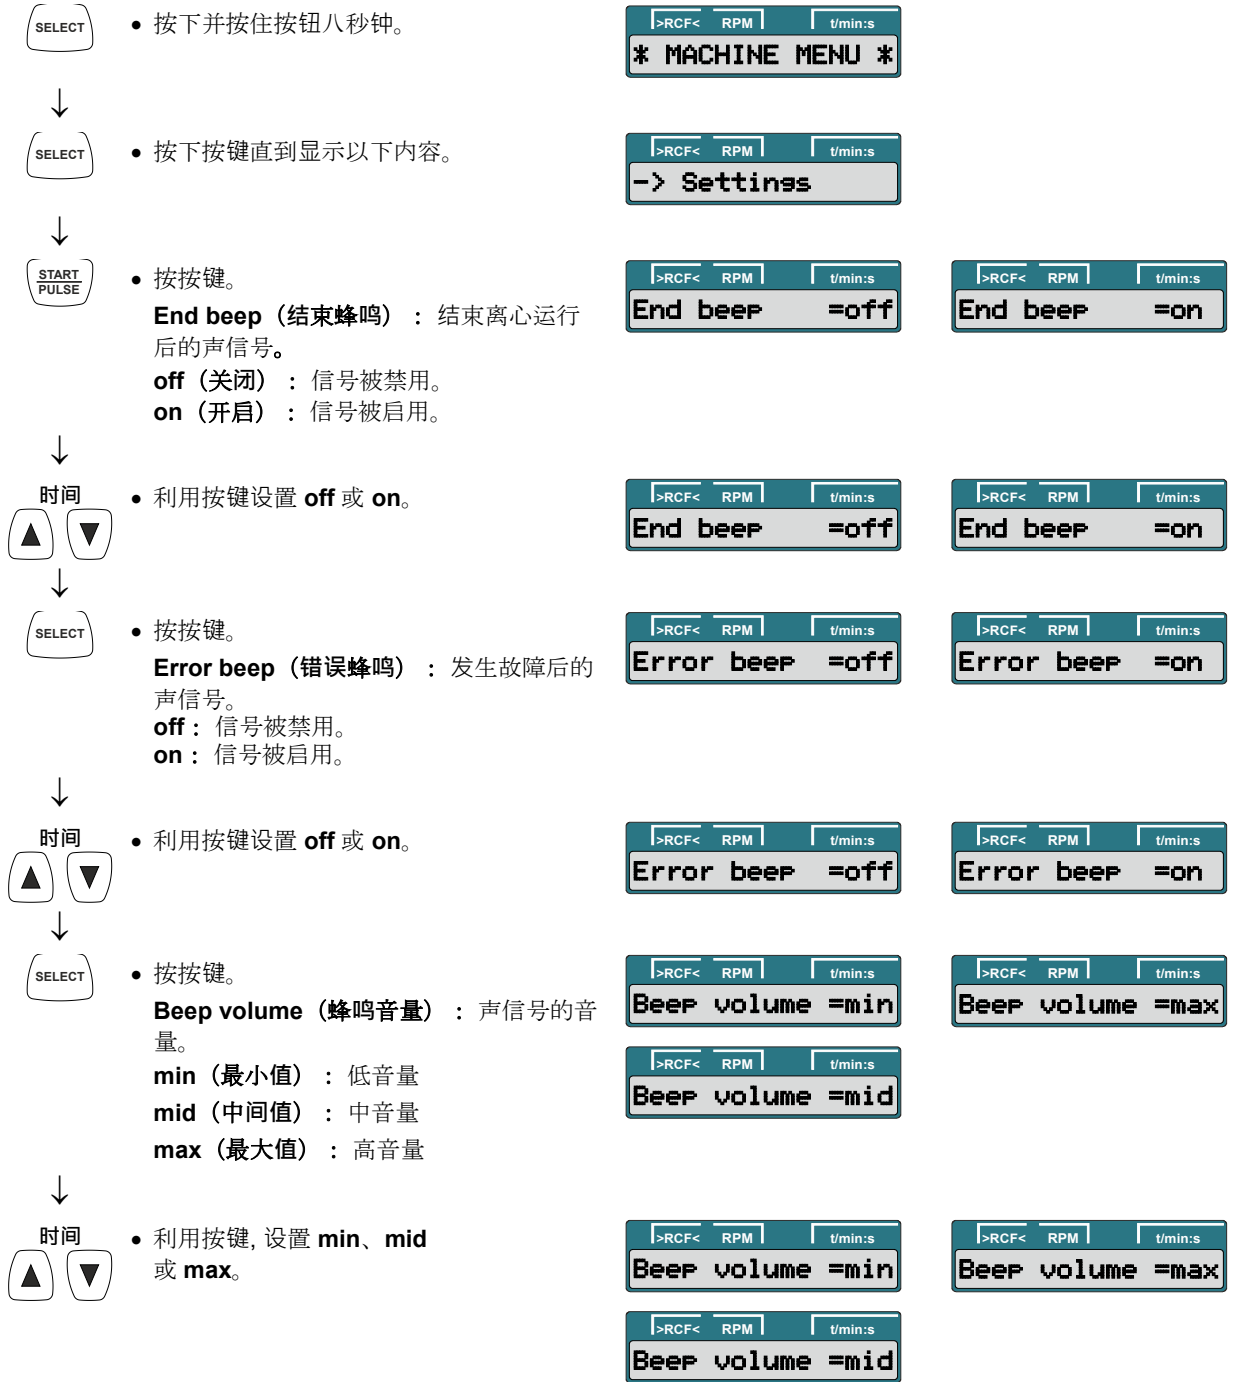 SELECT
• 按下并按住按钮八秒钟。
>RCF< RPM t/min:s
* MACHINE MENU *
↓
SELECT
• 按下按键直到显示以下内容。
>RCF< RPM t/min:s
-> Settings
↓
START
PULSE
• 按按键。
End beep（结束蜂鸣）：结束离心运行
后的声信号。
off（关闭）：信号被禁用。
on（开启）：信号被启用。
>RCF< RPM t/min:s
End beep =off
>RCF< RPM t/min:s
End beep =on
↓
时间
▲ ▼
• 利用按键设置 off 或 on。
>RCF< RPM t/min:s
End beep =off
>RCF< RPM t/min:s
End beep =on
↓
SELECT
• 按按键。
Error beep（错误蜂鸣）：发生故障后的
声信号。
off：信号被禁用。
on：信号被启用。
>RCF< RPM t/min:s
Error beep =off
>RCF< RPM t/min:s
Error beep =on
↓
时间
▲ ▼
• 利用按键设置 off 或 on。
>RCF< RPM t/min:s
Error beep =off
>RCF< RPM t/min:s
Error beep =on
↓
SELECT
• 按按键。
Beep volume（蜂鸣音量）：声信号的音
量。
min（最小值）：低音量
mid（中间值）：中音量
max（最大值）：高音量
>RCF< RPM t/min:s
Beep volume =min
>RCF< RPM t/min:s
Beep volume =max
>RCF< RPM t/min:s
Beep volume =mid
↓
时间
▲ ▼
• 利用按键, 设置 min、mid
或 max。
>RCF< RPM t/min:s
Beep volume =min
>RCF< RPM t/min:s
Beep volume =max
>RCF< RPM t/min:s
Beep volume =mid